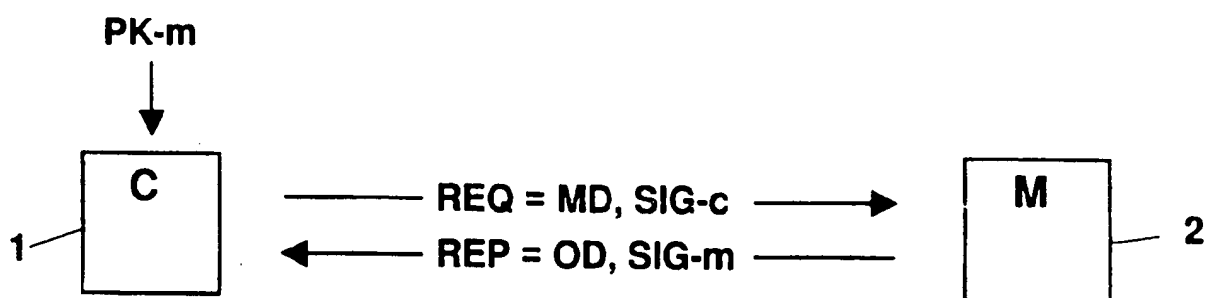 PK-m
C
REQ = MD, SIG-c
M
1
REP = OD, SIG-m
2